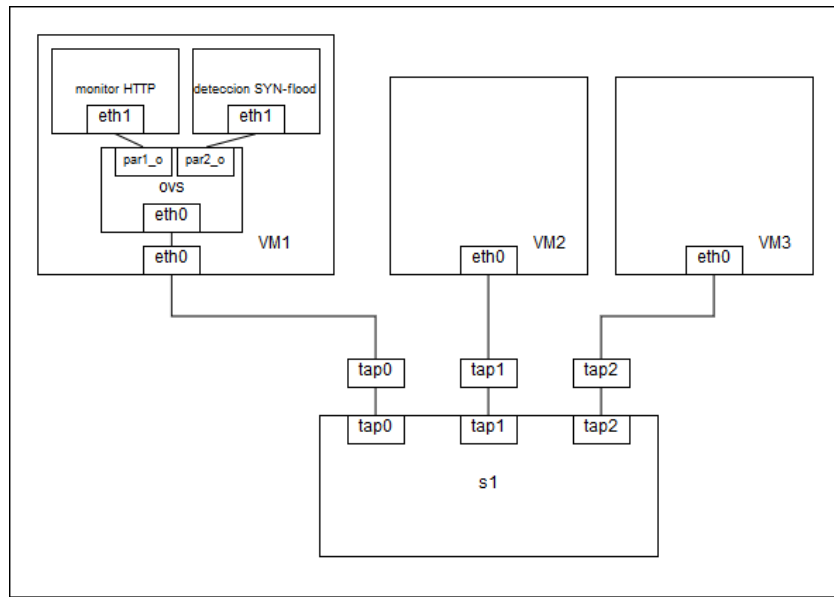 monitor HTTP
deteccion SYN-flood
eth1
eth1
par1_o
par2_o
ovs
eth0
VM1
eth0
VM2
eth0
VM3
eth0
tap0
tap1
tap2
tap0
tap1
tap2
s1